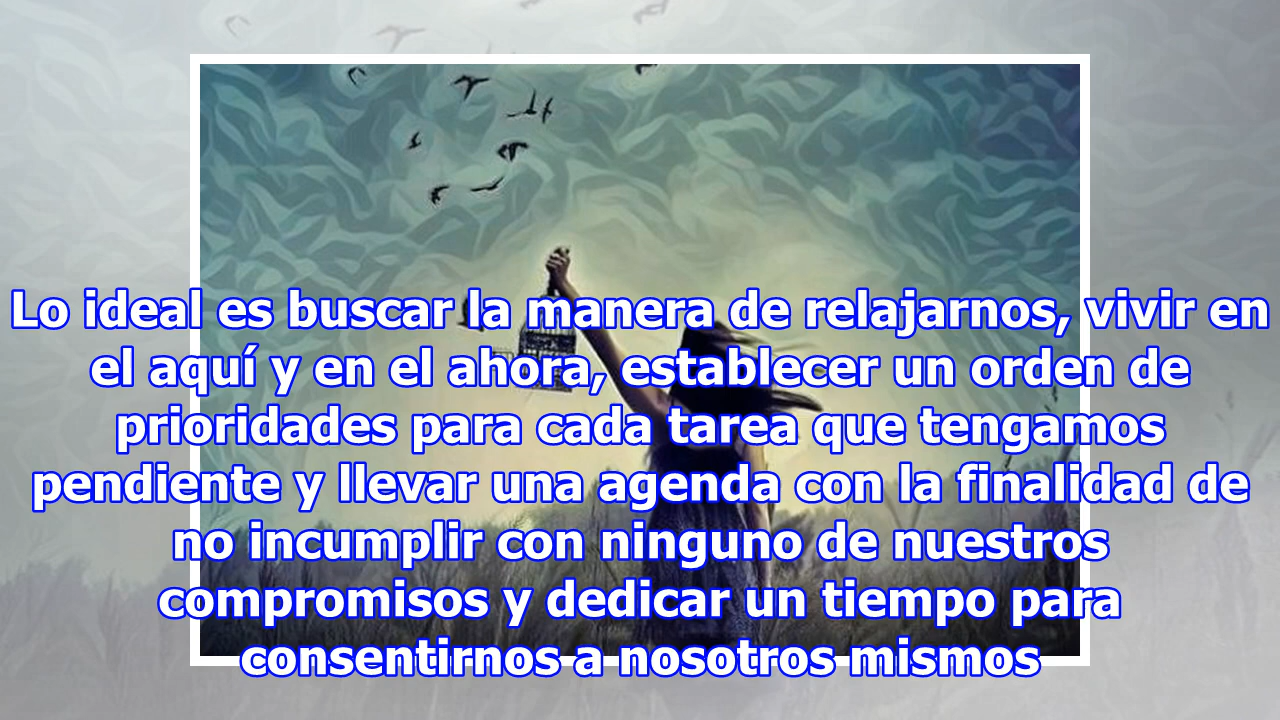 Lo ideal es buscar la manera de relajarnos, vivir en
el aquí y en el ahora, establecer un orden de
prioridades para cada tarea que tengamos
pendiente y llevar una agenda con la finalidad de
no incumplir con ninguno de nuestros
compromisos y dedicar un tiempo para
consentirnos a nosotros mismos